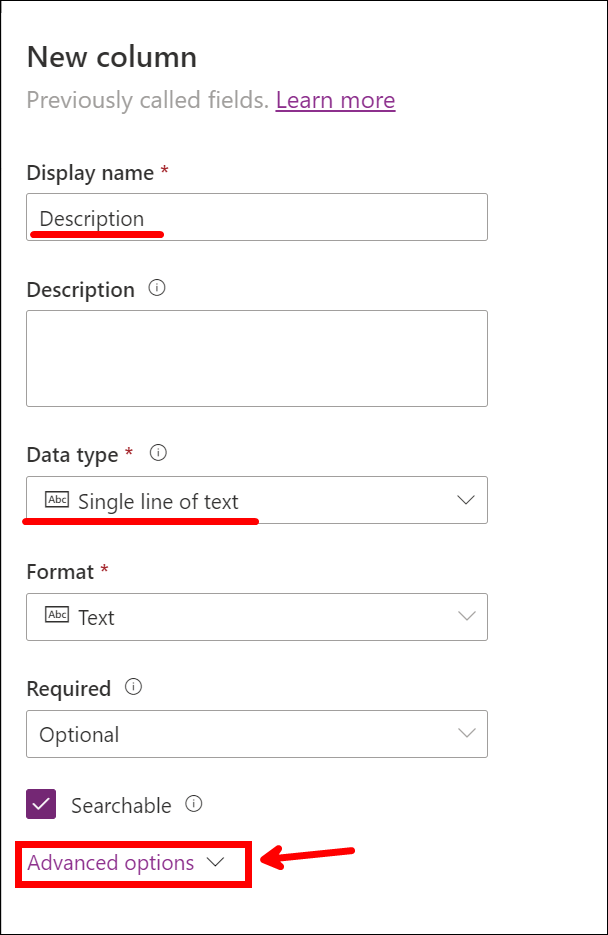 New column
Previously called fields. Learn more
Display name *
Description
Description
Data type *
Abc Single line of text
Format *
Abc Text
Required
Optional
Searchable
Advanced options